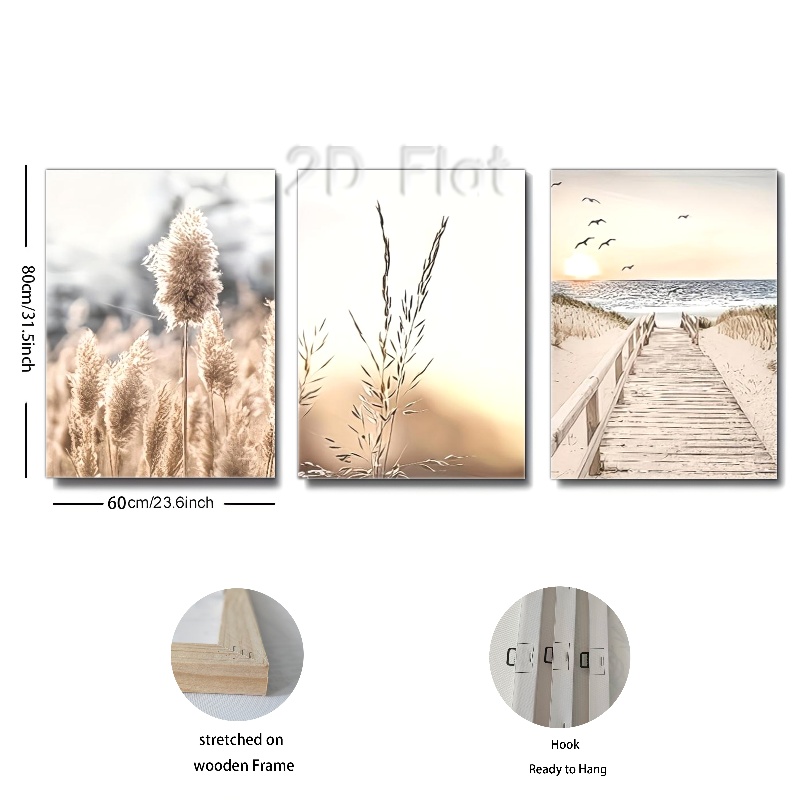 2D Flat
80cm/31.5inch
60cm/23.6inch
stretched on
wooden Frame
Hook
Ready to Hang